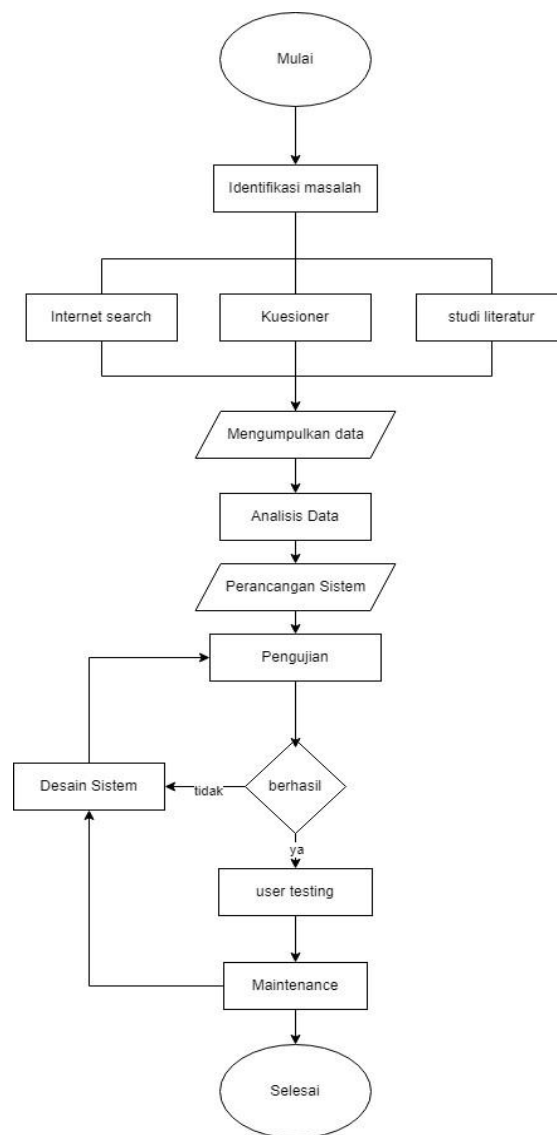 Mulai
Identifikasi masalah
Internet search
Kuesioner
studi literatur
Mengumpulkan data
Analisis Data
Perancangan Sistem
Pengujian
Desain Sistem
tidak
berhasil
ya
user testing
Maintenance
Selesai